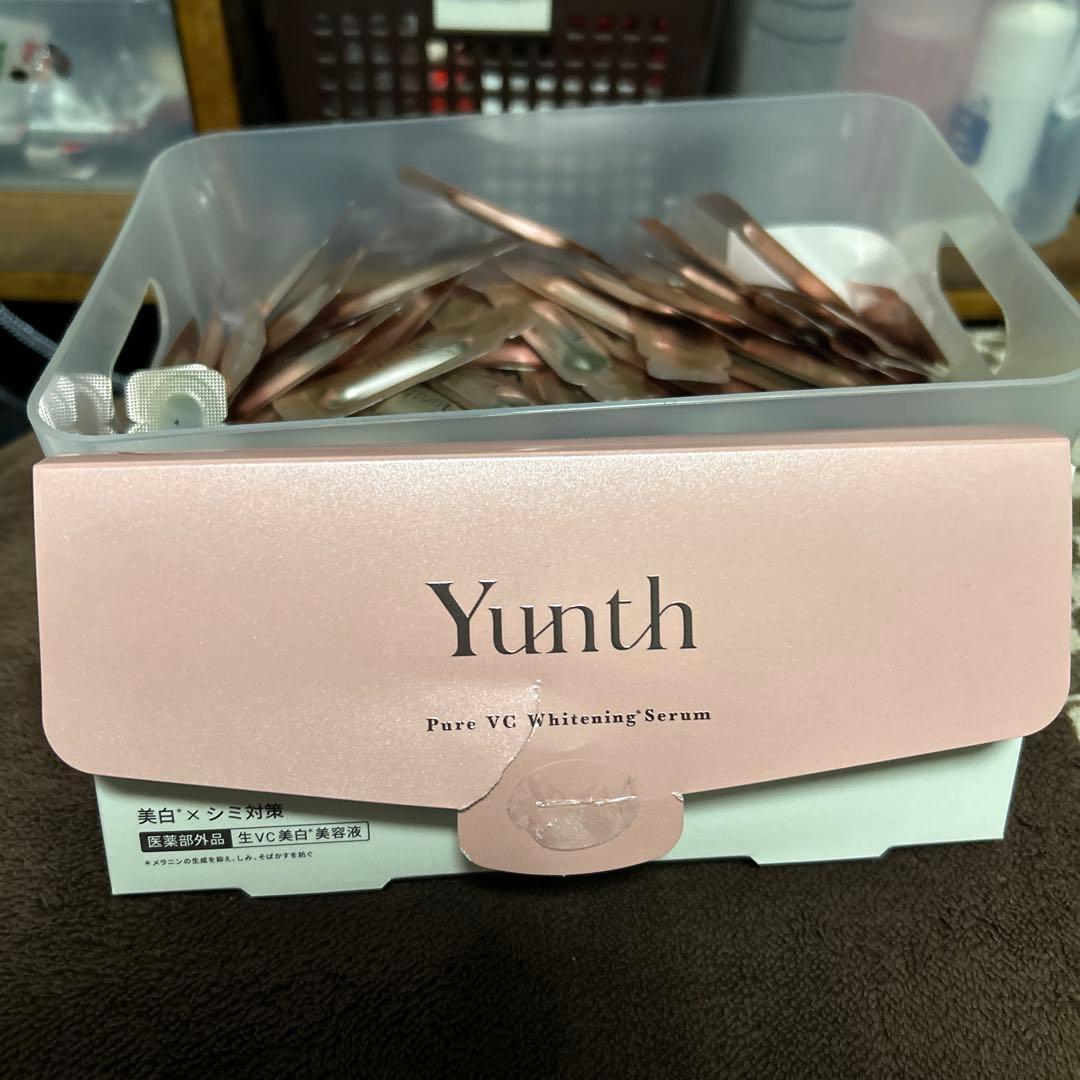 Yunth
Pure VC Whitening*Serum
美白*×シミ対策
医薬部外品 生VC美白*美容液
*メラニンの生成を抑え、しみ、そばかすを防ぐ